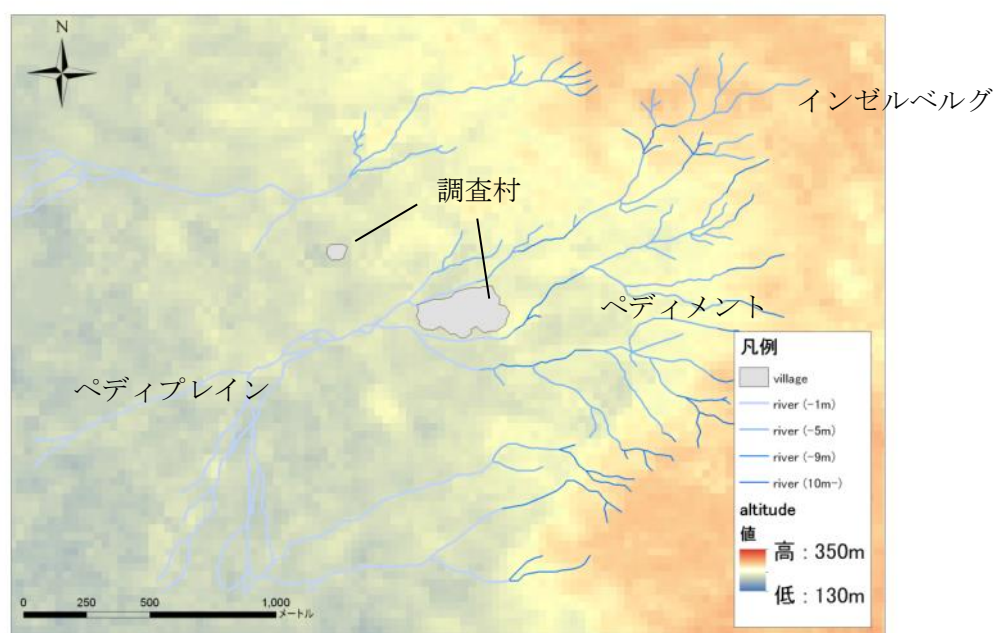 N
インゼルベルグ
調査村
ペディメント
ペディプレイン
凡例
village
river (-1m)
river (-5m)
river (-9m)
river (10m-)
altitude
値
高：350m
低：130m
0 250 500 1,000
メートル